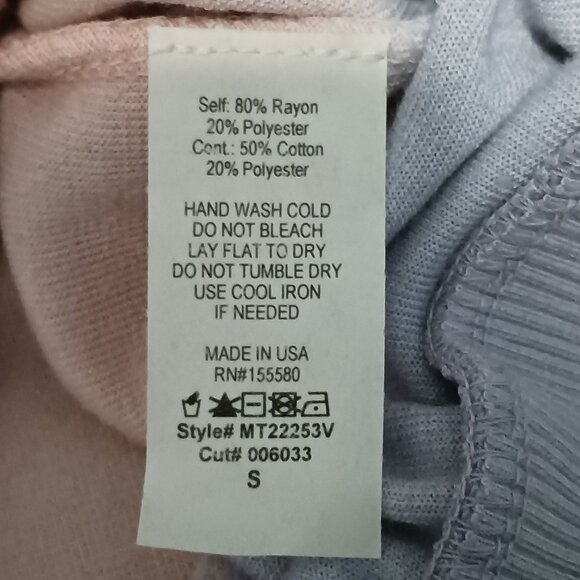 Self: 80% Rayon
20% Polyester
Cont.: 50% Cotton
20% Polyester
HAND WASH COLD
DO NOT BLEACH
LAY FLAT TO DRY
DO NOT TUMBLE DRY
USE COOL IRON
IF NEEDED
MADE IN USA
RN#155580
Style# MT22253V
Cut# 006033
S